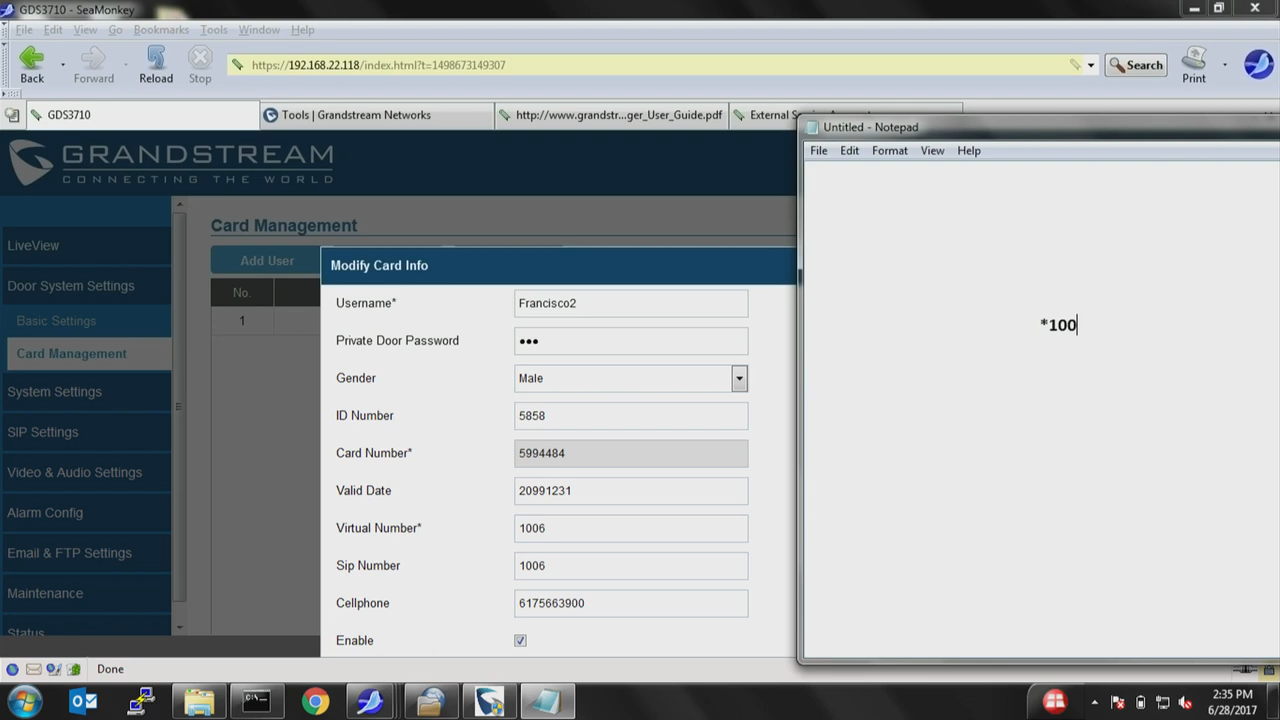 GDS3710 - SeaMonkey
File Edit View Go Bookmarks Tools Window Help
Back Forward Reload Stop
https://192.168.22.118/index.html?t=1498673149307
Search
Print
GDS3710
Tools | Grandstream Networks
http://www.grandstr...ger_User_Guide.pdf
External
GRANDSTREAM
CONNECTING THE WORLD
LiveView
Door System Settings
Basic Settings
Card Management
System Settings
SIP Settings
Video & Audio Settings
Alarm Config
Email & FTP Settings
Maintenance
Status
Card Management
Add User
No.
1
Modify Card Info
Username* Francisco2
Private Door Password •••
Gender Male
ID Number 5858
Card Number* 5994484
Valid Date 20991231
Virtual Number* 1006
Sip Number 1006
Cellphone 6175663900
Enable
Untitled - Notepad
File Edit Format View Help
*100
Done
2:35 PM
6/28/2017